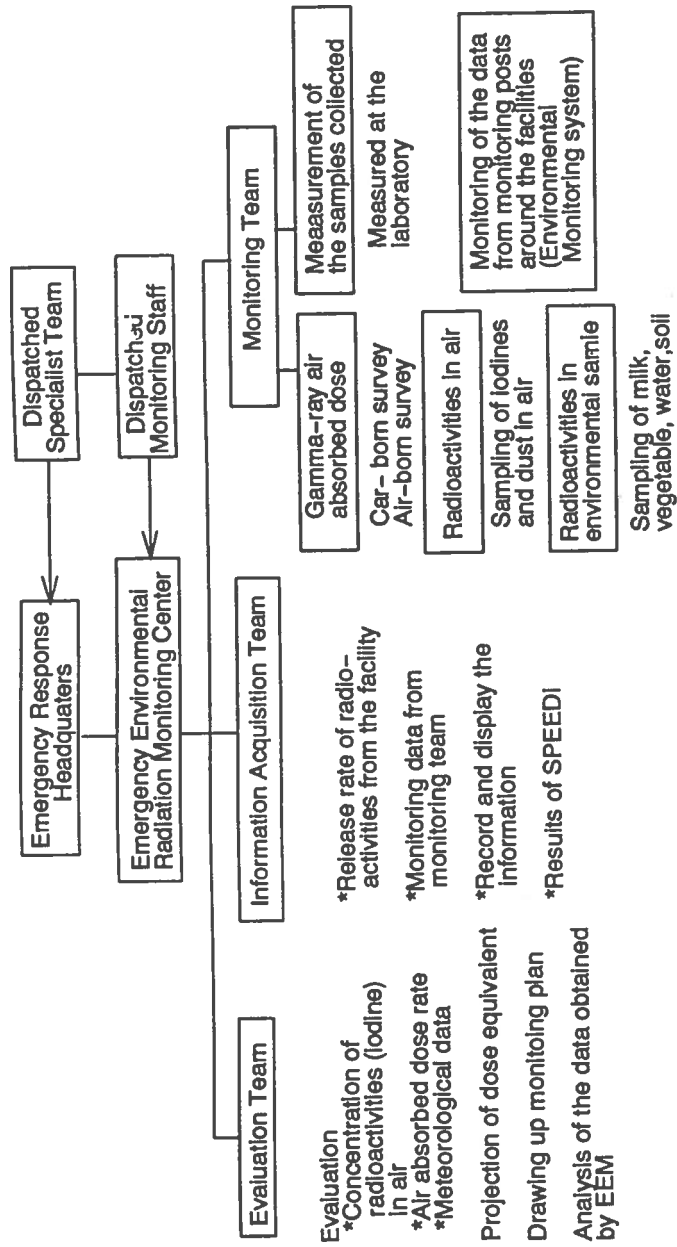 Emergency Response
Headquaters
Dispatched
Specialist Team
Emergency Environmental
Radiation Monitoring Center
Dispatched
Monitoring Staff
Evaluation Team
Information Acquisition Team
Monitoring Team
Evaluation
*Concentration of
radioactivities (iodine)
in air
*Air absorbed dose rate
*Meteorological data
Projection of dose equivalent
Drawing up monitoing plan
Analysis of the data obtained
by EEM
*Release rate of radio-
activities from the facility
*Monitoring data from
monitoring team
*Record and display the
information
*Results of SPEEDI
Gamma-ray air
absorbed dose
Car-born survey
Air-born survey
Radioactivities in air
Sampling of iodines
and dust in air
Radioactivities in
environmental samle
Sampling of milk,
vegetable, water,soil
Meaasurement of
the samples collected
Measured at the
laboratory
Monitoring of the data
from monitoring posts
around the facilities
(Environmental
Monitoring system)